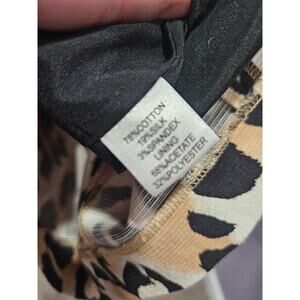 78%COTTON
19%SILK
3%SPANDEX
LINING
68%ACETATE
32%POLYESTER